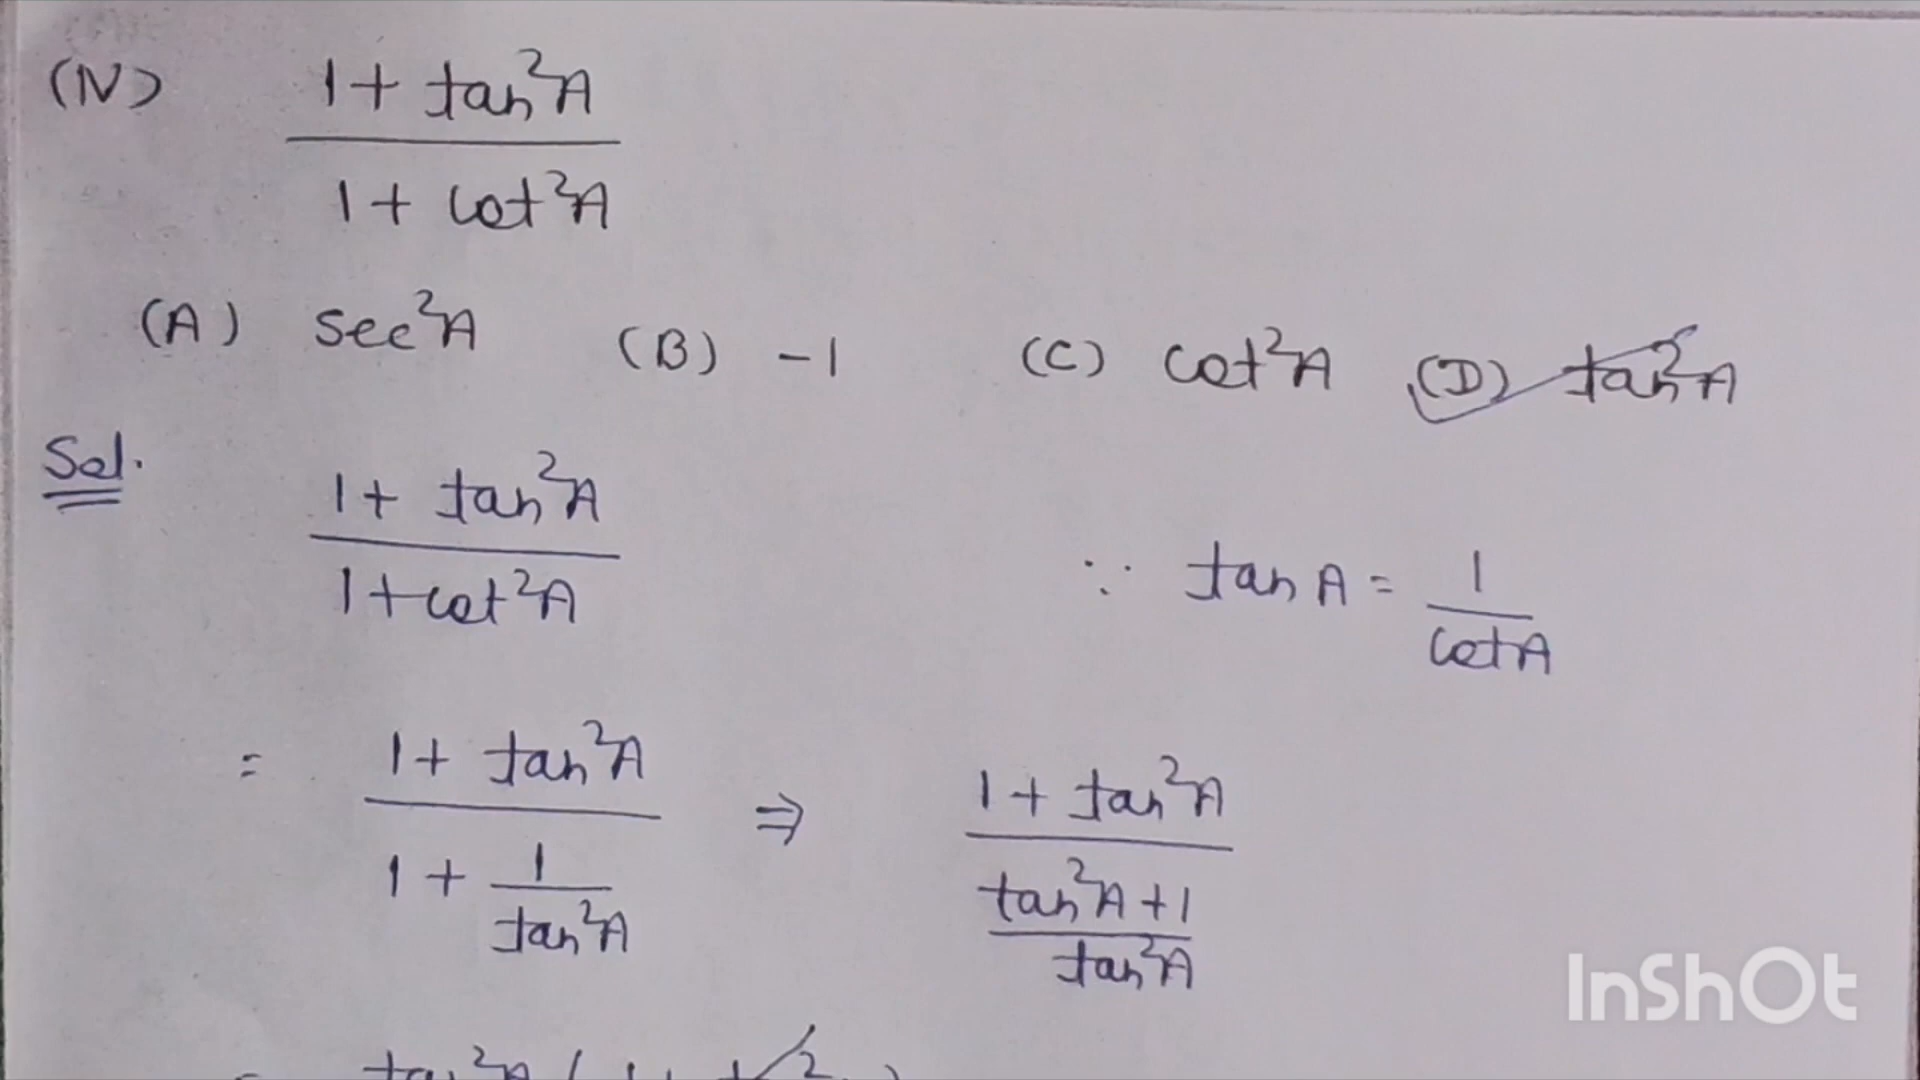 (IV) 1 + tan²A
1 + cot²A
(A) sec²A (B) -1 (C) cot²A (D) tan²A
Sol. 1 + tan²A
1 + cot²A
∵ tan A = 1
cot A
= 1 + tan²A ⇒ 1 + tan²A
1 + 1 tan²A + 1
tan²A tan²A
InShOt